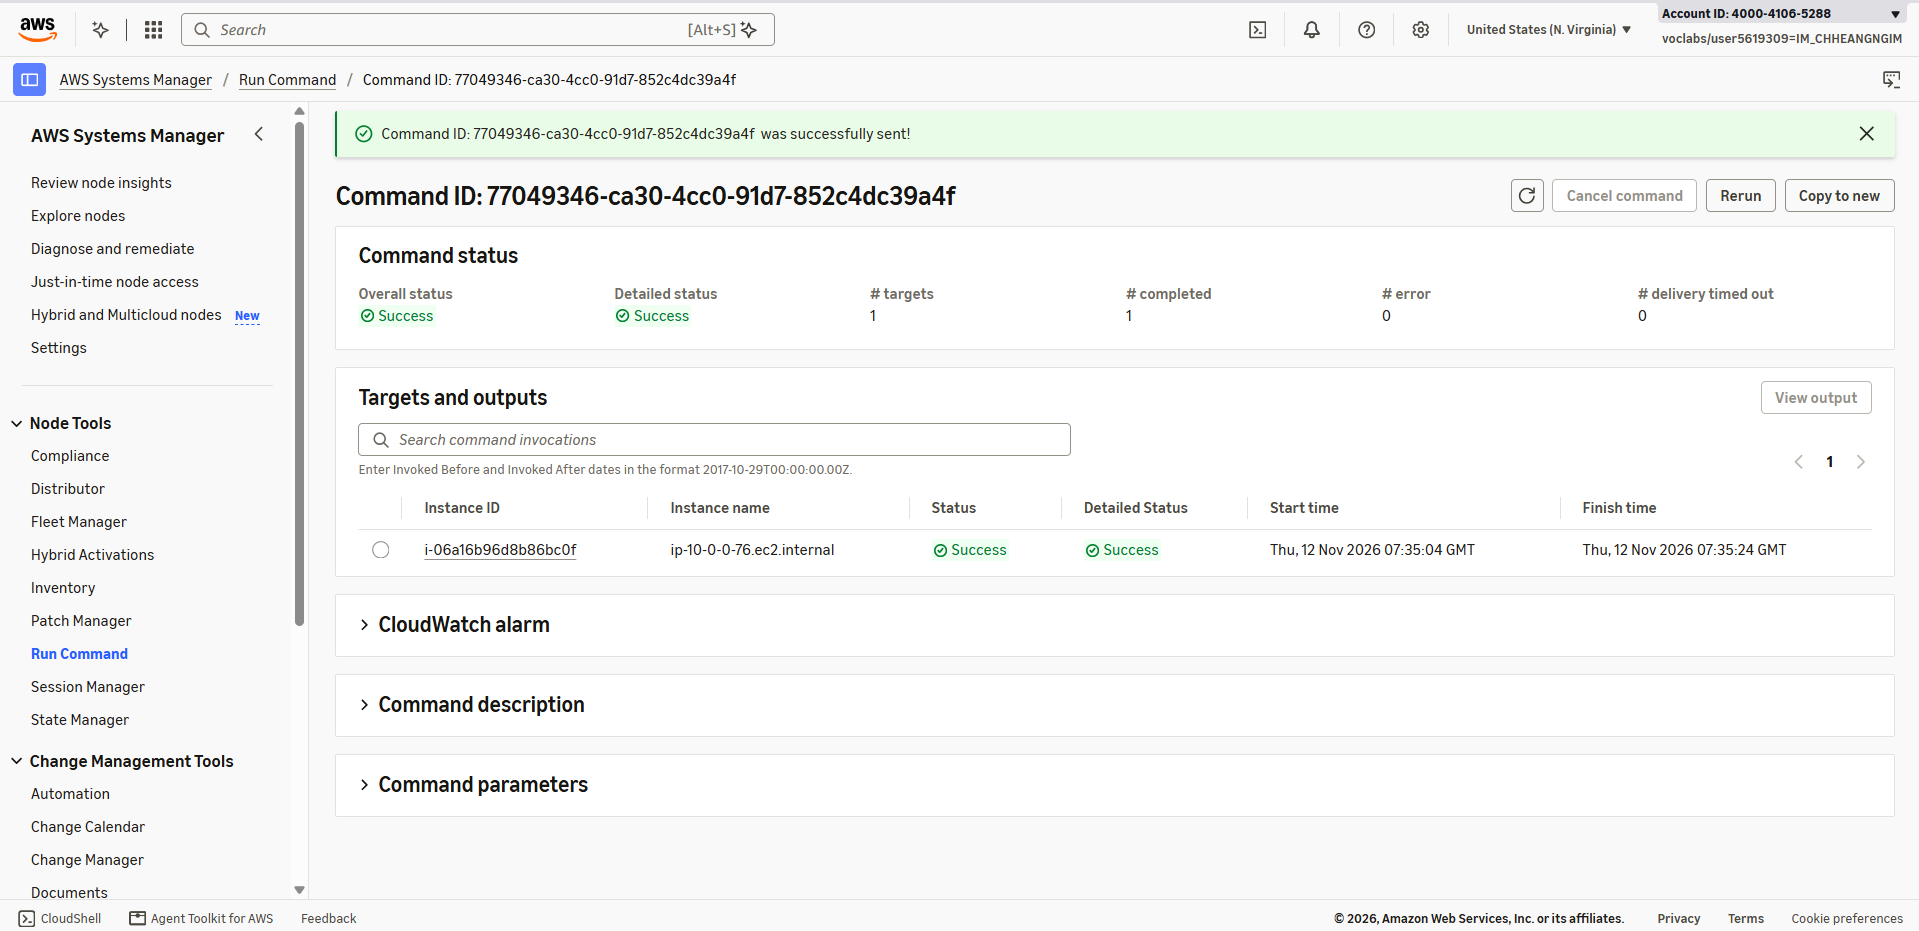 aws
Search [Alt+S]
United States (N. Virginia)
Account ID: 4000-4106-5288
voclabs/user5619309=IM_CHHEANGNGIM
AWS Systems Manager / Run Command / Command ID: 77049346-ca30-4cc0-91d7-852c4dc39a4f
AWS Systems Manager
Review node insights
Explore nodes
Diagnose and remediate
Just-in-time node access
Hybrid and Multicloud nodes New
Settings
Node Tools
Compliance
Distributor
Fleet Manager
Hybrid Activations
Inventory
Patch Manager
Run Command
Session Manager
State Manager
Change Management Tools
Automation
Change Calendar
Change Manager
Documents
Command ID: 77049346-ca30-4cc0-91d7-852c4dc39a4f was successfully sent!
Command ID: 77049346-ca30-4cc0-91d7-852c4dc39a4f
Cancel command
Rerun
Copy to new
Command status
Overall status Detailed status # targets # completed # error # delivery timed out
Success Success 1 1 0 0
Targets and outputs
View output
Search command invocations
Enter Invoked Before and Invoked After dates in the format 2017-10-29T00:00:00.00Z.
1
Instance ID Instance name Status Detailed Status Start time Finish time
i-06a16b96d8b86bc0f ip-10-0-0-76.ec2.internal Success Success Thu, 12 Nov 2026 07:35:04 GMT Thu, 12 Nov 2026 07:35:24 GMT
CloudWatch alarm
Command description
Command parameters
CloudShell Agent Toolkit for AWS Feedback
© 2026, Amazon Web Services, Inc. or its affiliates. Privacy Terms Cookie preferences